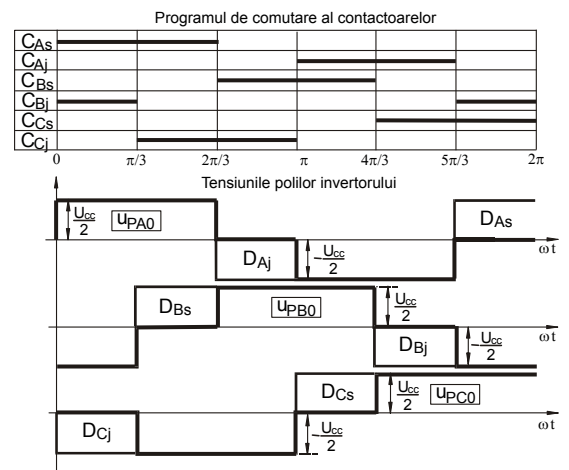 Programul de comutare al contactoarelor
CAs
CAj
CBs
CBj
CCs
CCj
0 π/3 2π/3 π 4π/3 5π/3 2π
Tensiunile polilor invertorului
Ucc/2 uPA0 DAs
DAj -Ucc/2 ωt
DBs uPB0 Ucc/2
DBj -Ucc/2 ωt
DCs Ucc/2 uPC0
DCj -Ucc/2 ωt